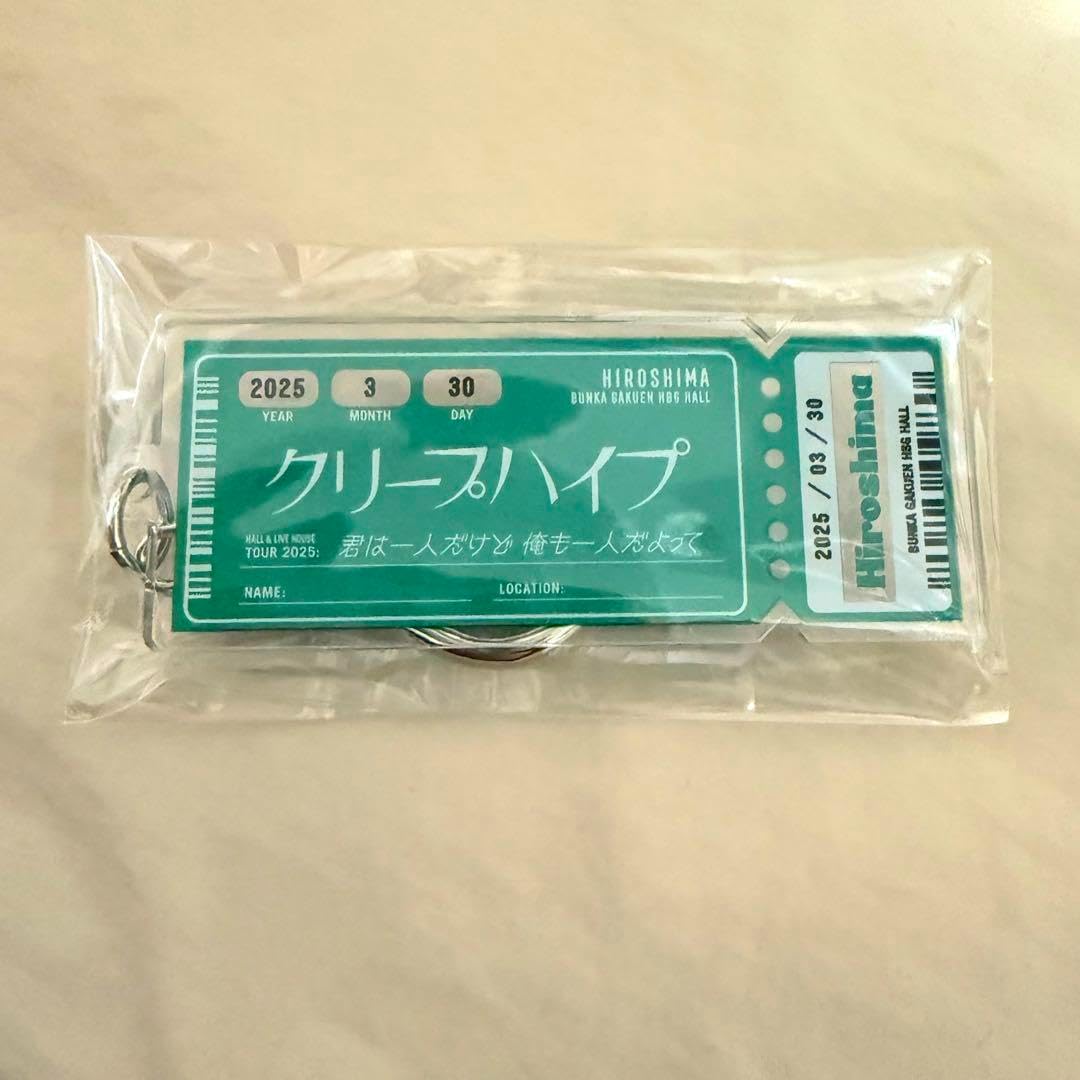 2025 3 30
YEAR MONTH DAY
HIROSHIMA
BUNKA GAKUEN HBG HALL
クリープハイプ
HALL & LIVE HOUSE
TOUR 2025:
君は一人だけど 俺も一人だよって
NAME:
LOCATION:
2025 / 03 / 30
Hiroshima
BUNKA GAKUEN HBG HALL